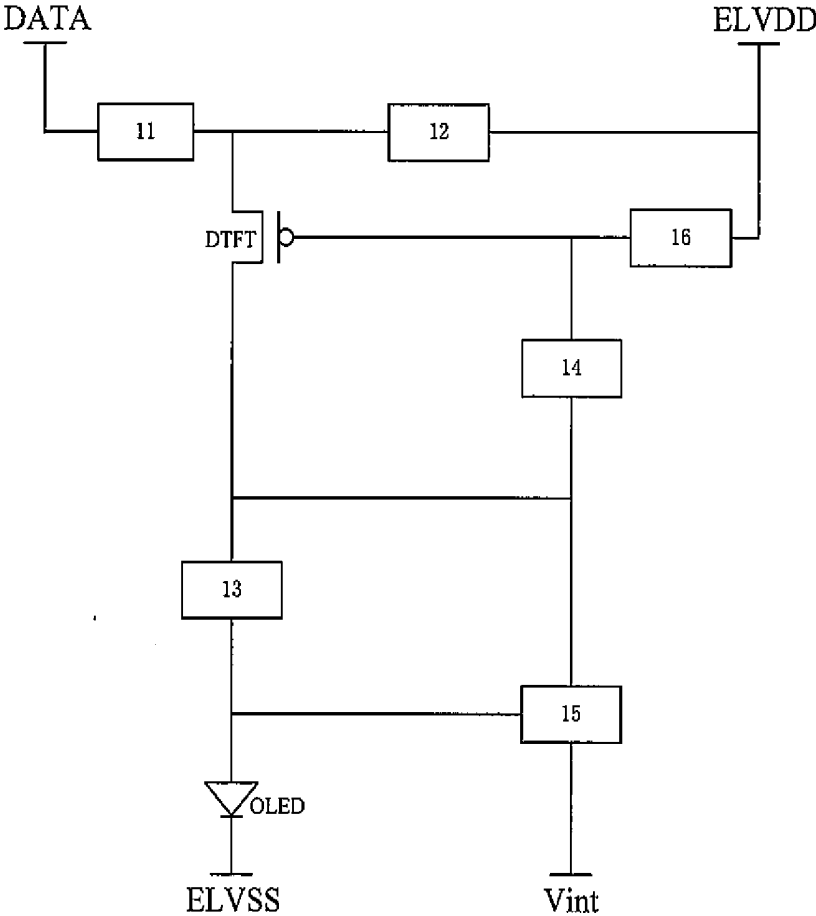 DATA
ELVDD
11
12
DTFT
16
14
13
15
OLED
ELVSS
Vint